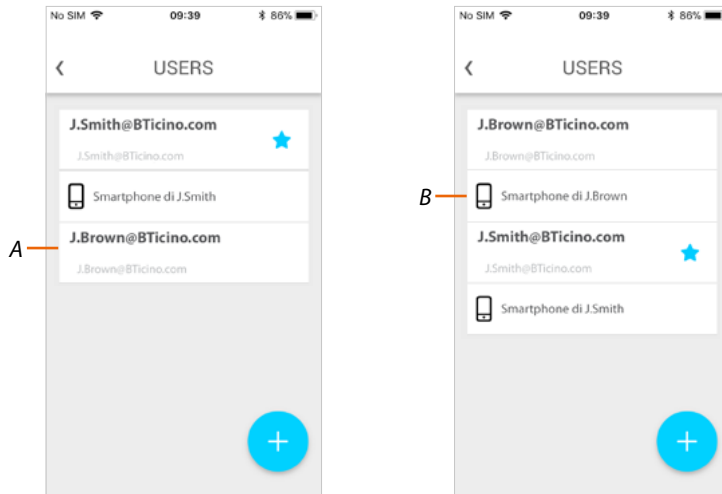 No SIM 09:39 86%
USERS
J.Smith@BTicino.com
J.Smith@BTicino.com
Smartphone di J.Smith
A
J.Brown@BTicino.com
J.Brown@BTicino.com
+
No SIM 09:39 86%
USERS
J.Brown@BTicino.com
J.Brown@BTicino.com
B
Smartphone di J.Brown
J.Smith@BTicino.com
J.Smith@BTicino.com
Smartphone di J.Smith
+